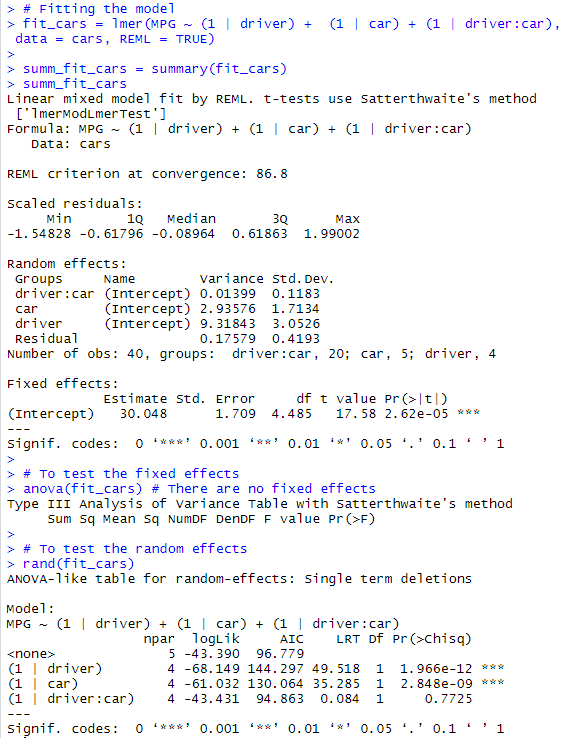 > # Fitting the model
> fit_cars = lmer(MPG ~ (1 | driver) +  (1 | car) + (1 | driver:car),
 data = cars, REML = TRUE)
>
> summ_fit_cars = summary(fit_cars)
> summ_fit_cars
Linear mixed model fit by REML. t-tests use Satterthwaite's method
 ['lmerModLmerTest']
Formula: MPG ~ (1 | driver) + (1 | car) + (1 | driver:car)
   Data: cars

REML criterion at convergence: 86.8

Scaled residuals:
     Min       1Q   Median       3Q      Max
-1.54828 -0.61796 -0.08964  0.61863  1.99002

Random effects:
 Groups     Name        Variance Std.Dev.
 driver:car (Intercept) 0.01399  0.1183
 car        (Intercept) 2.93576  1.7134
 driver     (Intercept) 9.31843  3.0526
 Residual               0.17579  0.4193
Number of obs: 40, groups:  driver:car, 20; car, 5; driver, 4

Fixed effects:
            Estimate Std. Error     df t value Pr(>|t|)
(Intercept)   30.048      1.709  4.485   17.58 2.62e-05 ***
---
Signif. codes:  0 ‘***’ 0.001 ‘**’ 0.01 ‘*’ 0.05 ‘.’ 0.1 ‘ ’ 1
>
> # To test the fixed effects
> anova(fit_cars) # There are no fixed effects
Type III Analysis of Variance Table with Satterthwaite's method
     Sum Sq Mean Sq NumDF DenDF F value Pr(>F)
>
> # To test the random effects
> rand(fit_cars)
ANOVA-like table for random-effects: Single term deletions

Model:
MPG ~ (1 | driver) + (1 | car) + (1 | driver:car)
                 npar  logLik     AIC    LRT Df Pr(>Chisq)
<none>              5 -43.390  96.779
(1 | driver)        4 -68.149 144.297 49.518  1  1.966e-12 ***
(1 | car)           4 -61.032 130.064 35.285  1  2.848e-09 ***
(1 | driver:car)    4 -43.431  94.863  0.084  1     0.7725
---
Signif. codes:  0 ‘***’ 0.001 ‘**’ 0.01 ‘*’ 0.05 ‘.’ 0.1 ‘ ’ 1